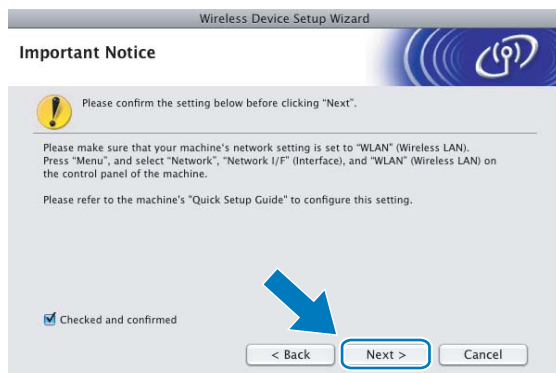 Wireless Device Setup Wizard
Important Notice
Please confirm the setting below before clicking “Next”.
Please make sure that your machine's network setting is set to “WLAN” (Wireless LAN).
Press “Menu”, and select “Network”, “Network I/F” (Interface), and “WLAN” (Wireless LAN) on
the control panel of the machine.
Please refer to the machine's "Quick Setup Guide" to configure this setting.
Checked and confirmed
< Back
Next >
Cancel